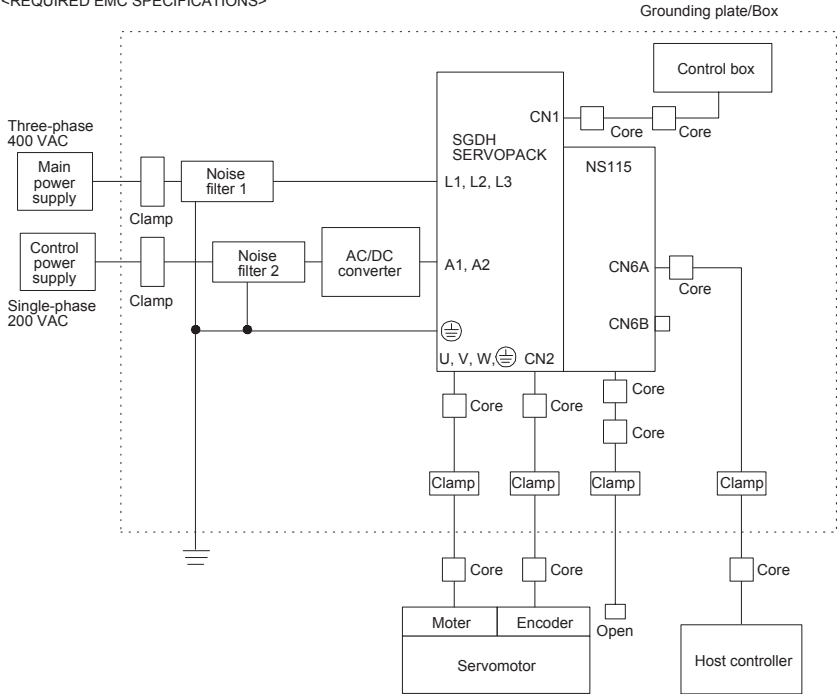 <REQUIRED EMC SPECIFICATIONS>
Grounding plate/Box
Control box
CN1
Core
Core
SGDH
SERVOPACK
NS115
Three-phase
400 VAC
Main
power
supply
Clamp
Noise
filter 1
L1, L2, L3
Control
power
supply
Clamp
Noise
filter 2
AC/DC
converter
A1, A2
CN6A
Core
Single-phase
200 VAC
CN6B
U, V, W, CN2
Core
Core
Core
Core
Clamp
Clamp
Clamp
Clamp
Core
Core
Core
Moter
Encoder
Open
Servomotor
Host controller